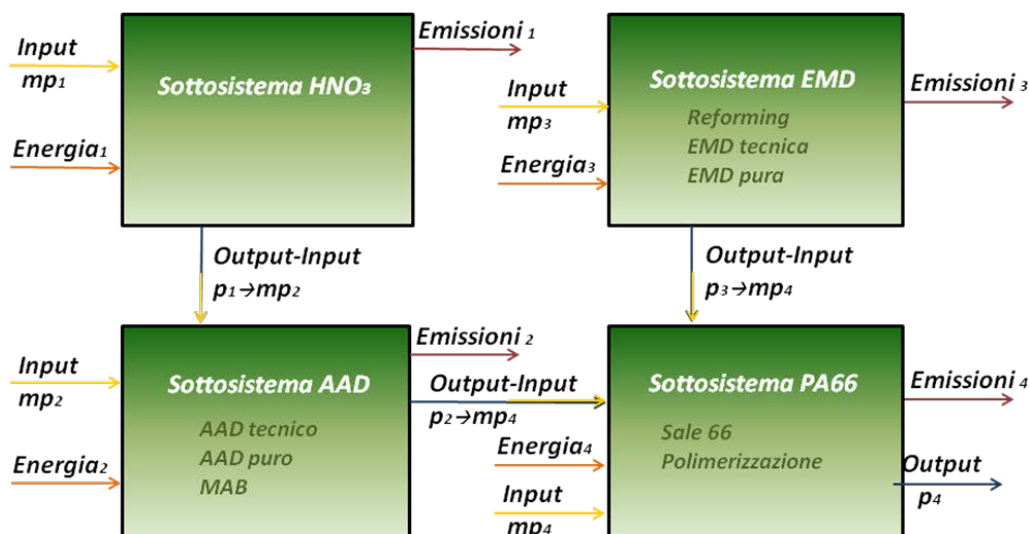 Input
mp₁
Energia₁
Sottosistema HNO₃
Emissioni ₁
Output-Input
p₁→mp₂
Input
mp₃
Energia₃
Sottosistema EMD
Reforming
EMD tecnica
EMD pura
Emissioni ₃
Output-Input
p₃→mp₄
Input
mp₂
Energia₂
Sottosistema AAD
AAD tecnico
AAD puro
MAB
Emissioni ₂
Output-Input
p₂→mp₄
Energia₄
Input
mp₄
Sottosistema PA66
Sale 66
Polimerizzazione
Emissioni ₄
Output
p₄